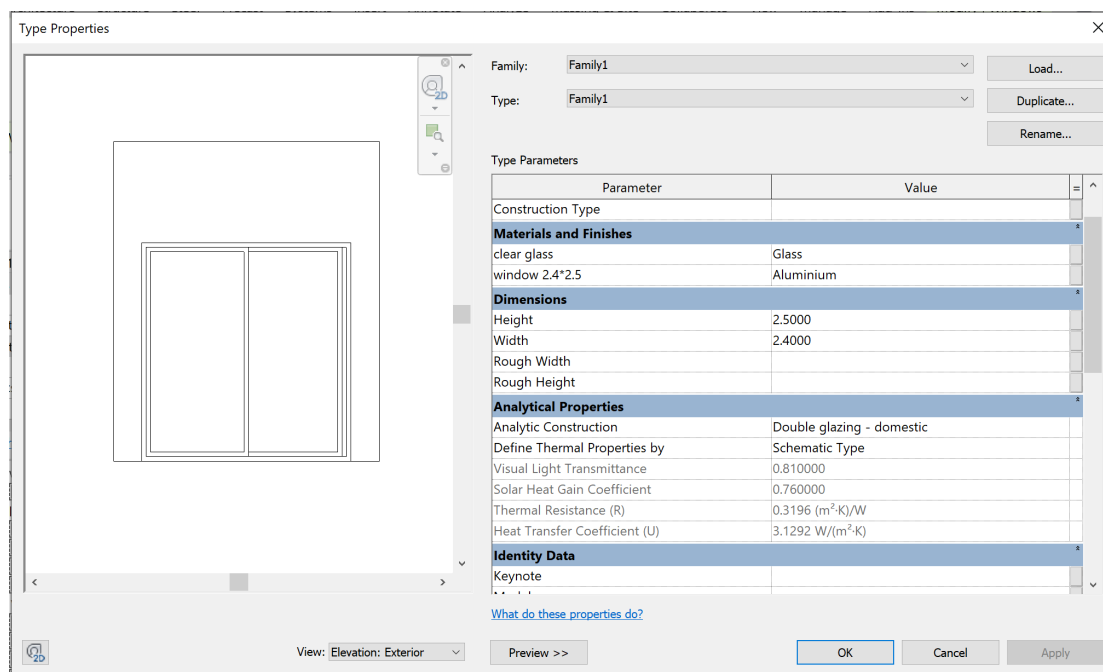 Type Properties
2D
Family:
Family1
Load...
Type:
Family1
Duplicate...
Rename...
Type Parameters
Parameter
Value
=
Construction Type
Materials and Finishes
clear glass
Glass
window 2.4*2.5
Aluminium
Dimensions
Height
2.5000
Width
2.4000
Rough Width
Rough Height
Analytical Properties
Analytic Construction
Double glazing - domestic
Define Thermal Properties by
Schematic Type
Visual Light Transmittance
0.810000
Solar Heat Gain Coefficient
0.760000
Thermal Resistance (R)
0.3196 (m²·K)/W
Heat Transfer Coefficient (U)
3.1292 W/(m²·K)
Identity Data
Keynote
What do these properties do?
2D
View:
Elevation: Exterior
Preview >>
OK
Cancel
Apply